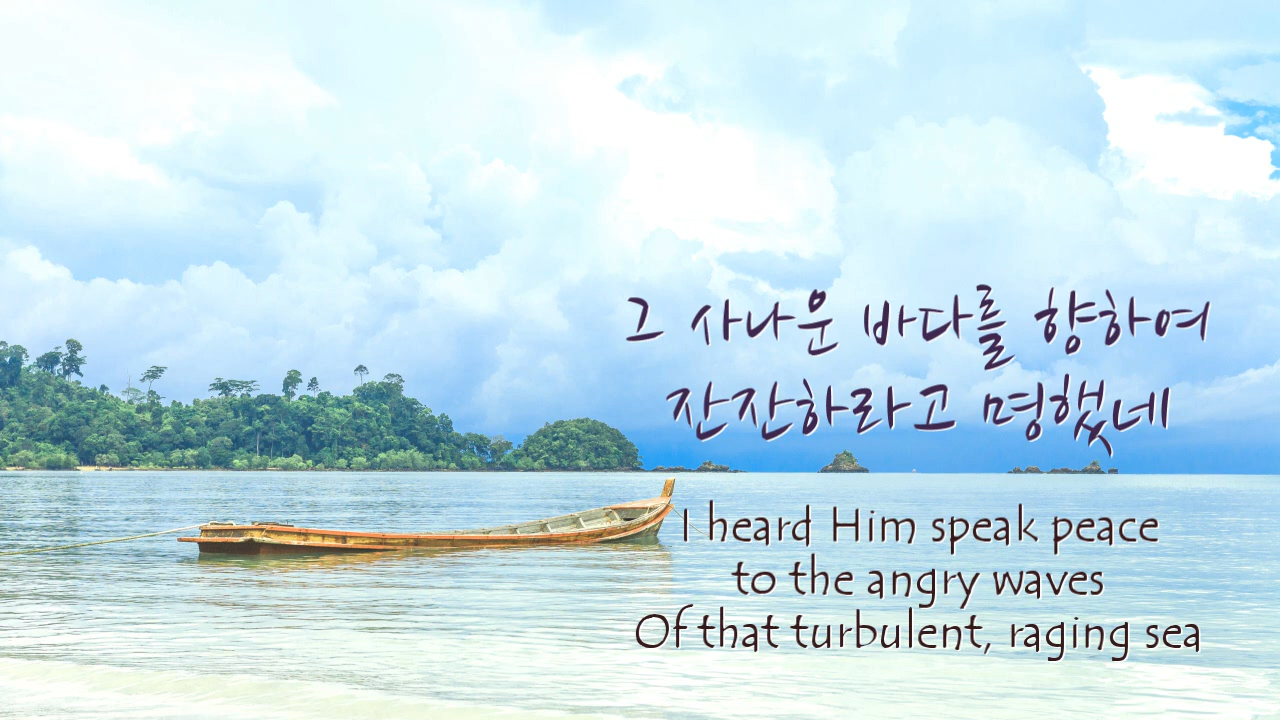 그 사나운 바다를 향하여
잔잔하라고 명했네
I heard Him speak peace
to the angry waves
Of that turbulent, raging sea